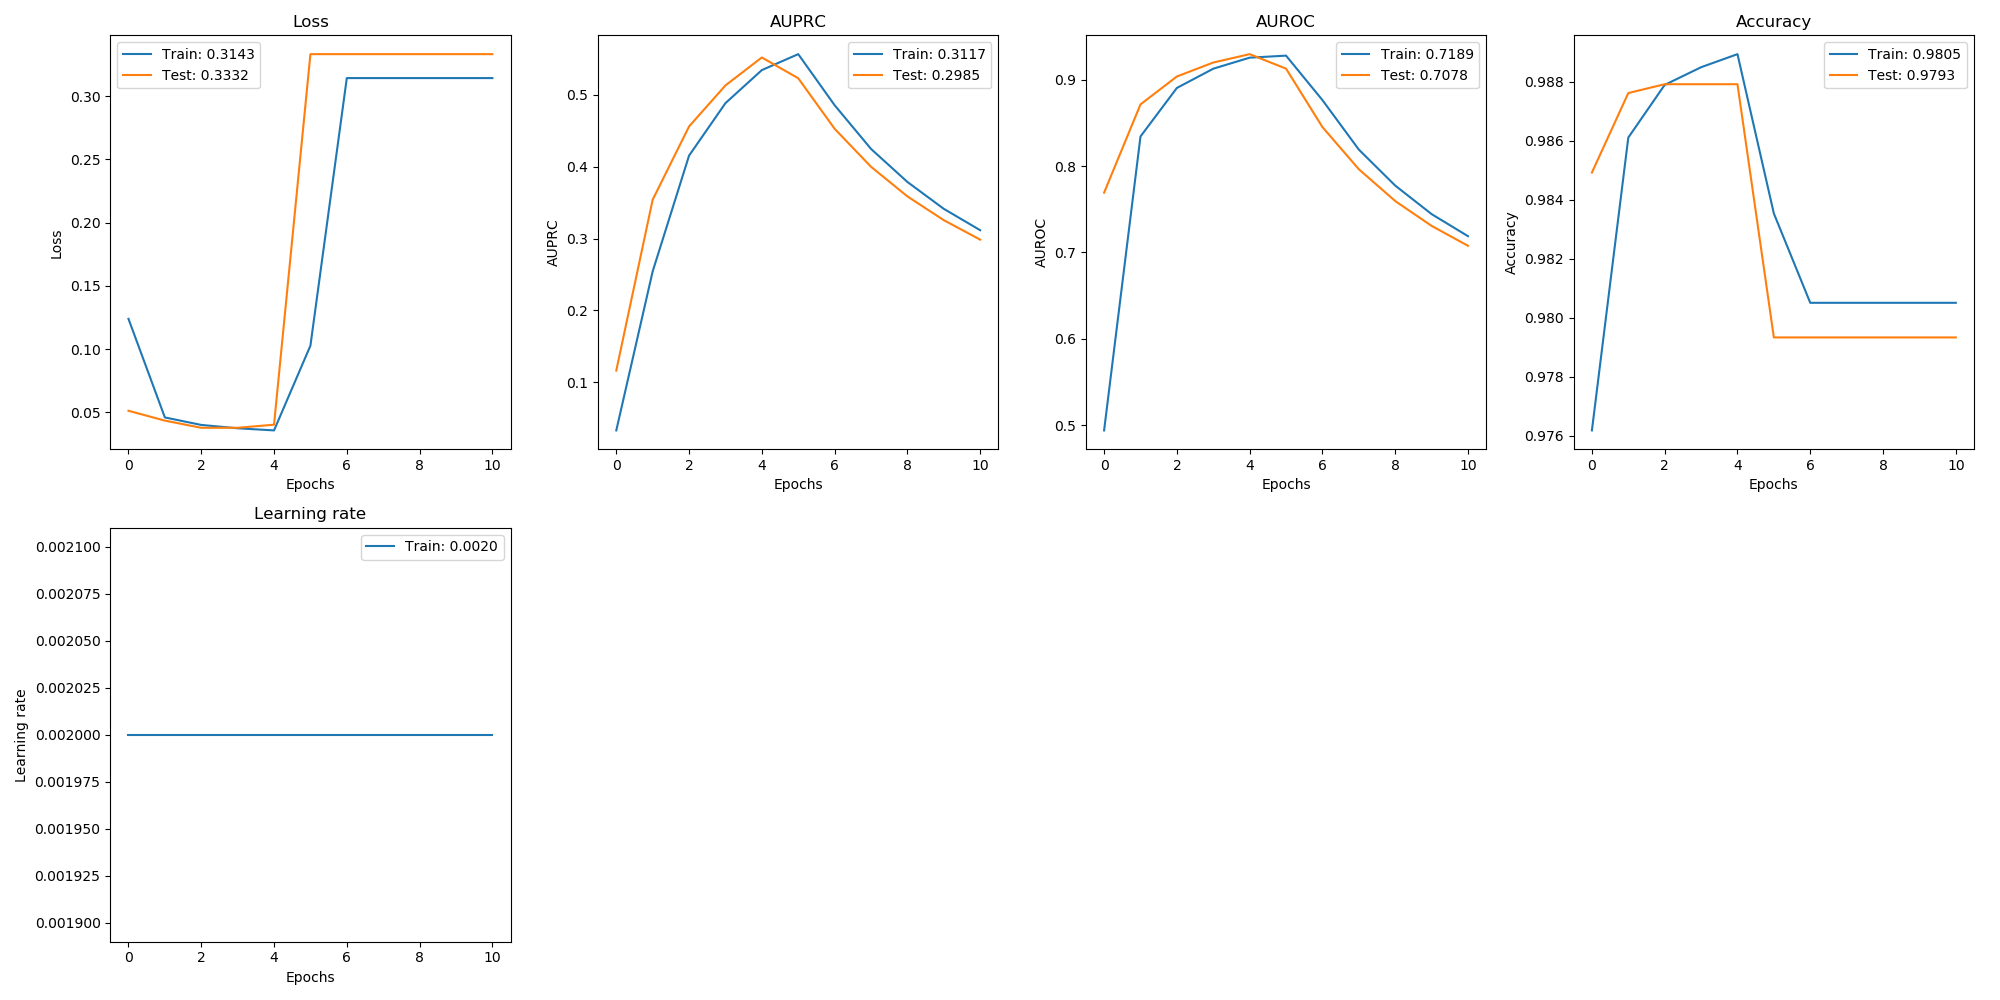 Loss
Train: 0.3143
Test: 0.3332
0.30
0.25
0.20
0.15
0.10
0.05
Loss
0 2 4 6 8 10
Epochs
AUPRC
Train: 0.3117
Test: 0.2985
0.5
0.4
0.3
0.2
0.1
AUPRC
0 2 4 6 8 10
Epochs
AUROC
Train: 0.7189
Test: 0.7078
0.9
0.8
0.7
0.6
0.5
AUROC
0 2 4 6 8 10
Epochs
Accuracy
Train: 0.9805
Test: 0.9793
0.988
0.986
0.984
0.982
0.980
0.978
0.976
Accuracy
0 2 4 6 8 10
Epochs
Learning rate
Train: 0.0020
0.002100
0.002075
0.002050
0.002025
0.002000
0.001975
0.001950
0.001925
0.001900
Learning rate
0 2 4 6 8 10
Epochs